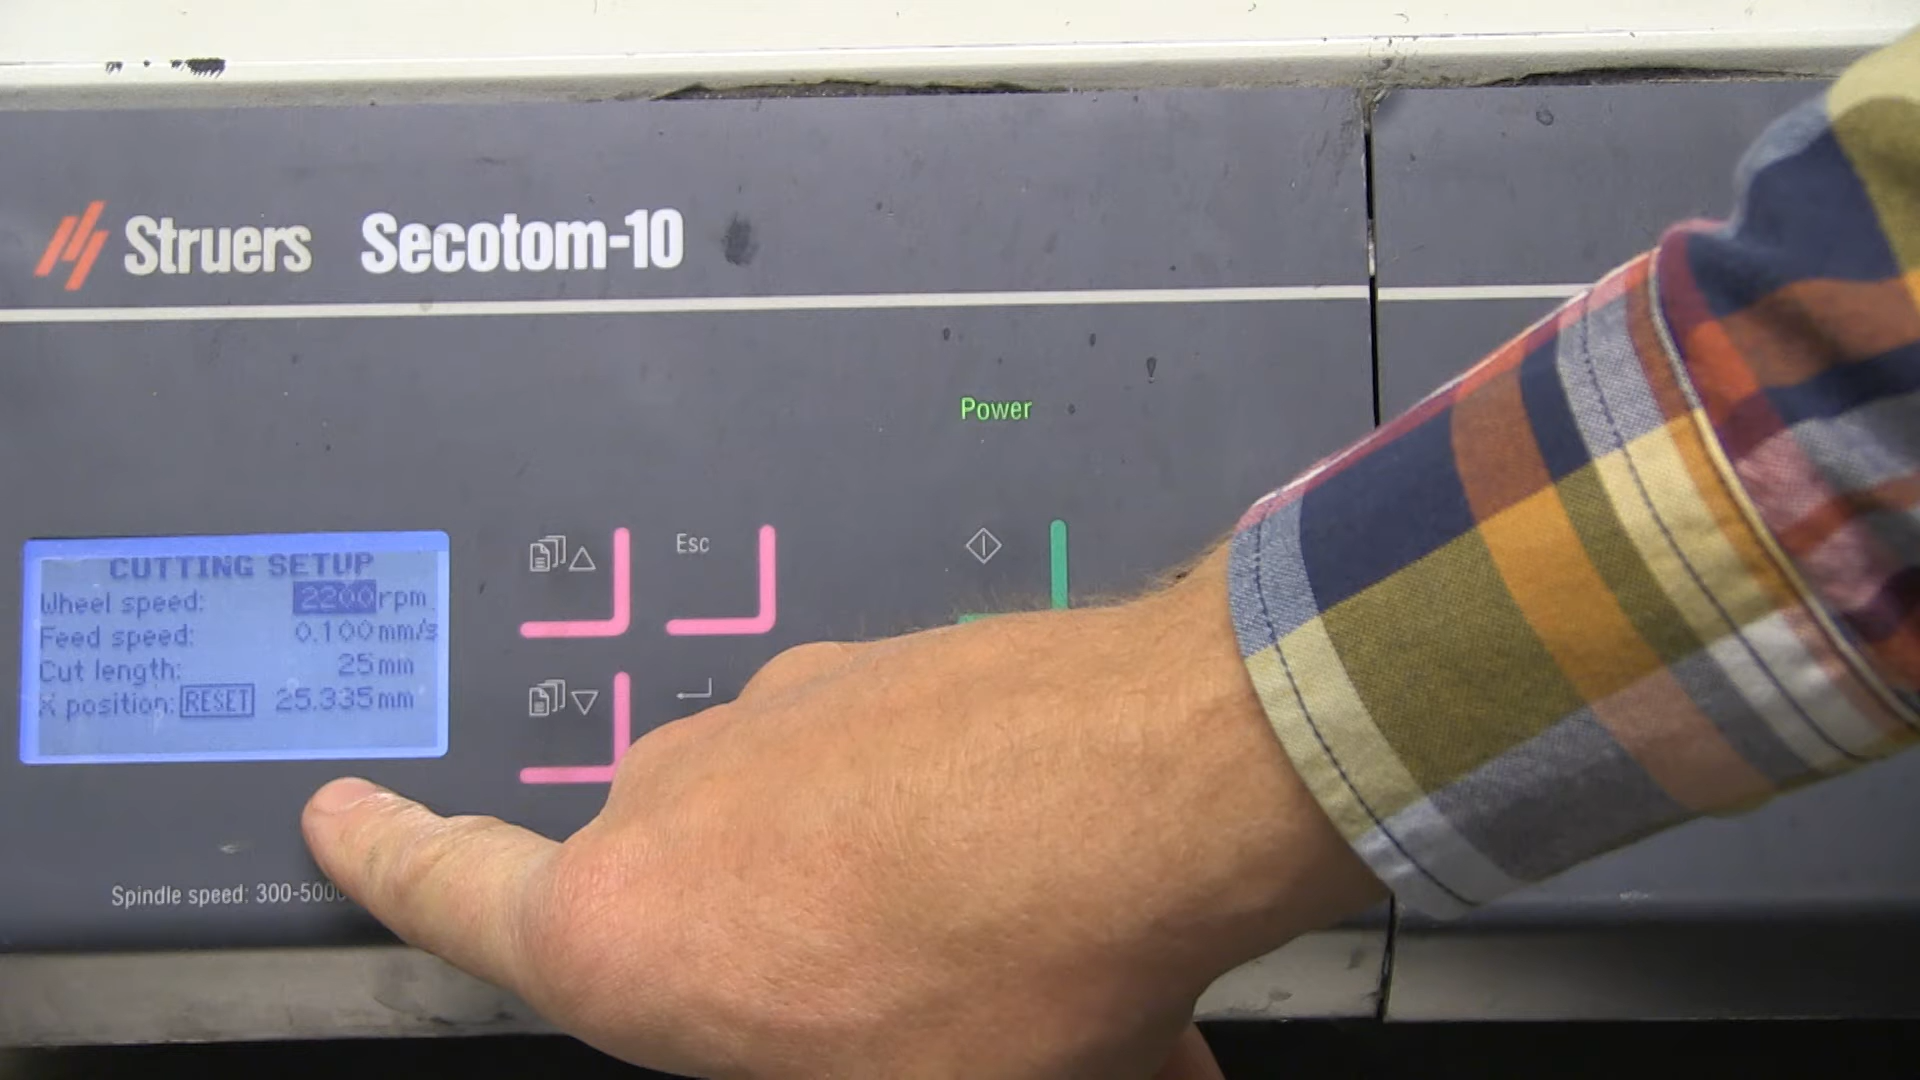 Struers Secotom-10
Power
CUTTING SETUP
Wheel speed: 2200 rpm
Feed speed: 0.100 mm/s
Cut length: 25 mm
X position: RESET 25.335 mm
Esc
Spindle speed: 300-500